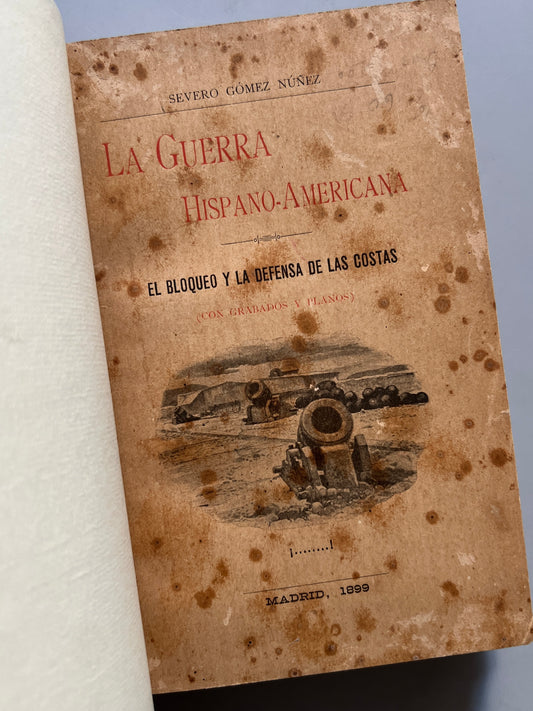 SEVERO GÓMEZ NÚÑEZ
LA GUERRA
HISPANO-AMERICANA
EL BLOQUEO Y LA DEFENSA DE LAS COSTAS
(CON GRABADOS Y PLANOS)
¡........!
MADRID, 1899